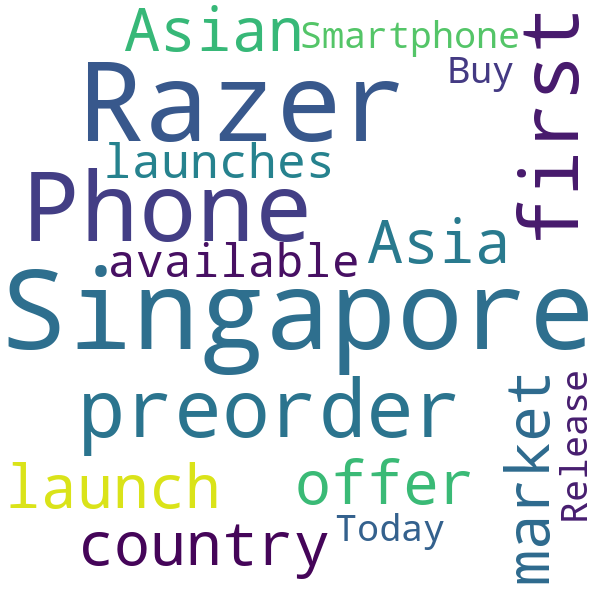 Asian
Smartphone
first
Razer
Buy
launches
Phone
Asia
available
Singapore
preorder
market
Release
launch
offer
Today
country